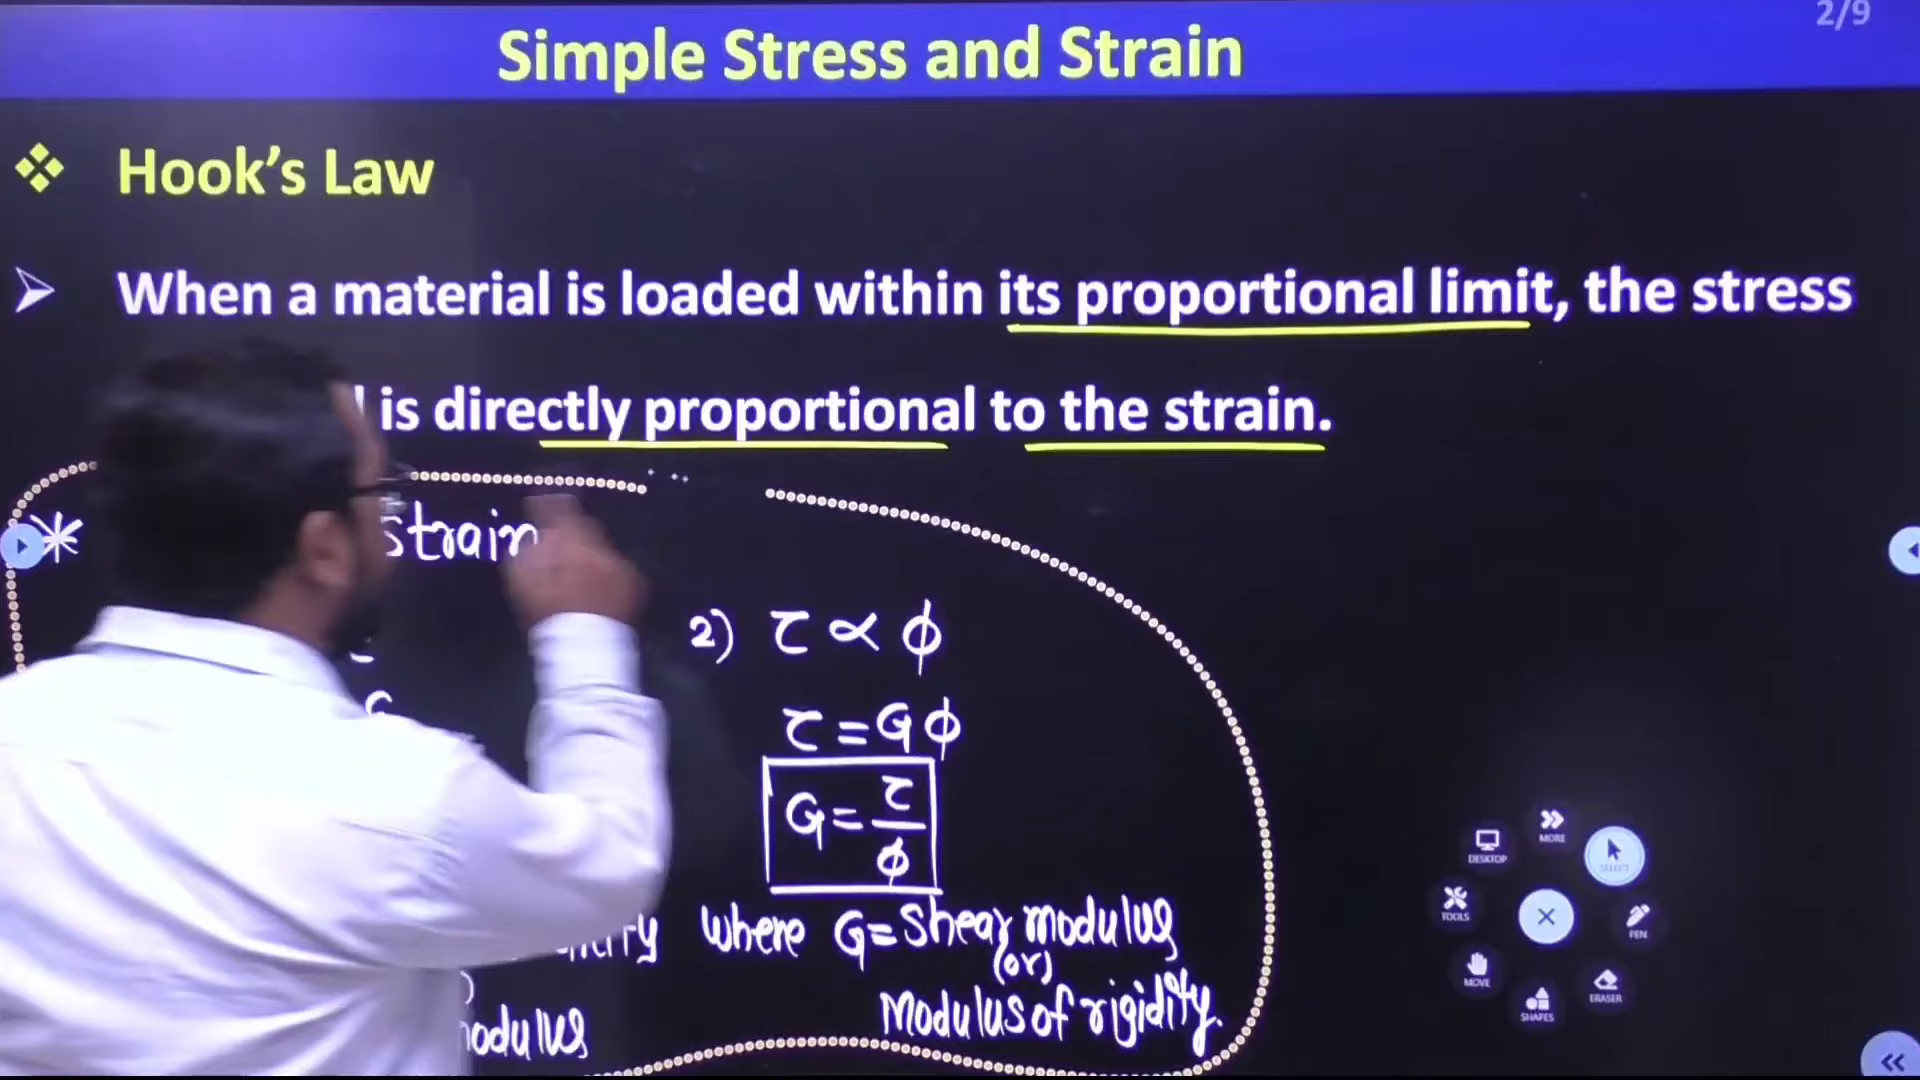 2/9
Simple Stress and Strain
Hook's Law
When a material is loaded within its proportional limit, the stress
is directly proportional to the strain.
* Strain
2) τ ∝ ϕ
τ = Gϕ
G = τ/ϕ
where G = Shear modulus
(or)
Modulus of rigidity.
MORE
DESKTOP
SELECT
TOOLS
PEN
MOVE
ERASER
SHAPES